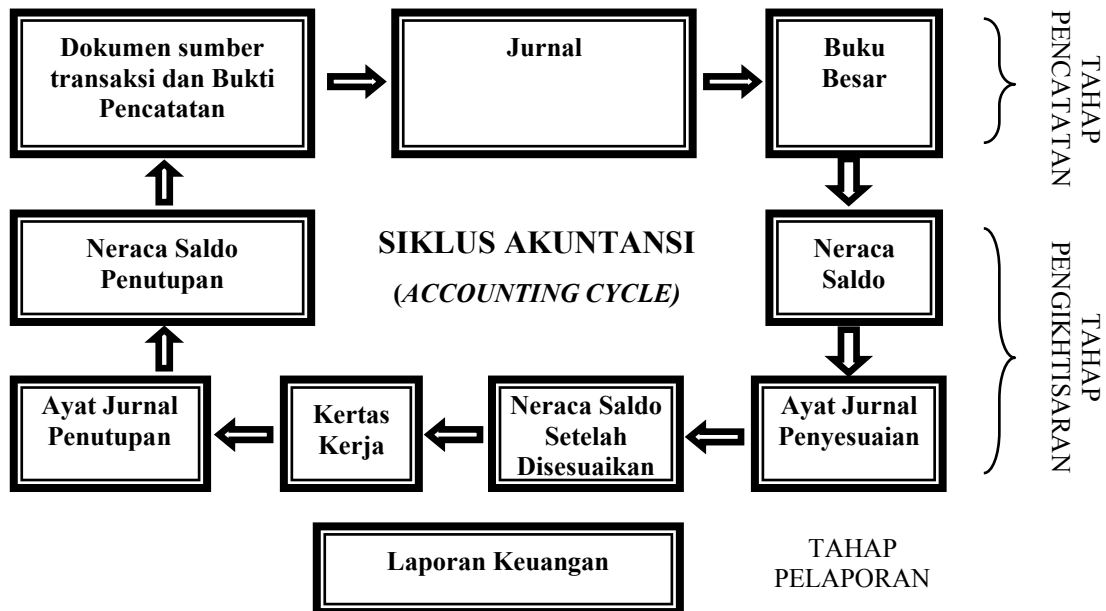 Dokumen sumber
transaksi dan Bukti
Pencatatan
Jurnal
Buku
Besar
TAHAP
PENCATATAN
Neraca Saldo
Penutupan
SIKLUS AKUNTANSI
(ACCOUNTING CYCLE)
Neraca
Saldo
TAHAP
PENGIKHTISARAN
Ayat Jurnal
Penutupan
Kertas
Kerja
Neraca Saldo
Setelah
Disesuaikan
Ayat Jurnal
Penyesuaian
Laporan Keuangan
TAHAP
PELAPORAN